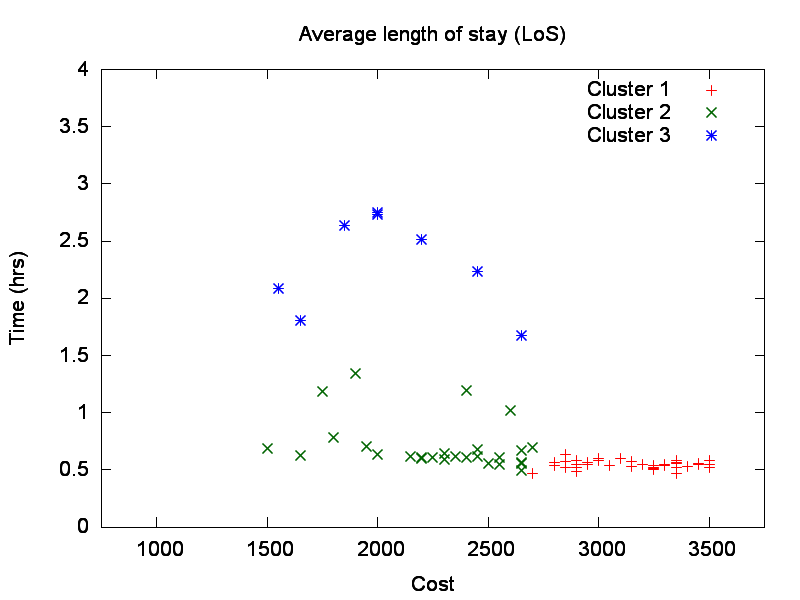 Average length of stay (LoS)
Cluster 1
Cluster 2
Cluster 3
4
3.5
3
2.5
2
1.5
1
0.5
0
Time (hrs)
1000 1500 2000 2500 3000 3500
Cost